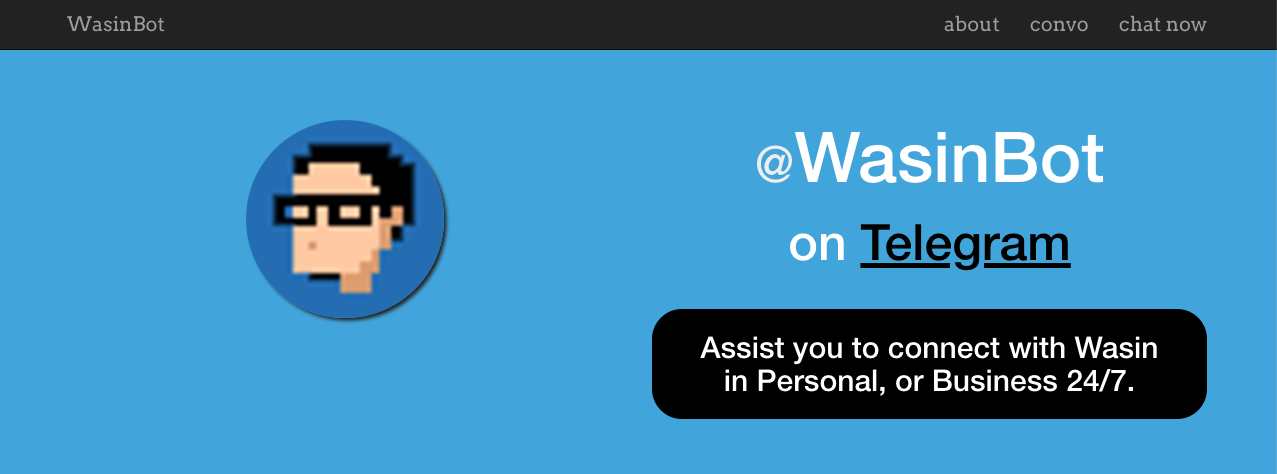 WasinBot
about convo chat now
@WasinBot
on Telegram
Assist you to connect with Wasin
in Personal, or Business 24/7.